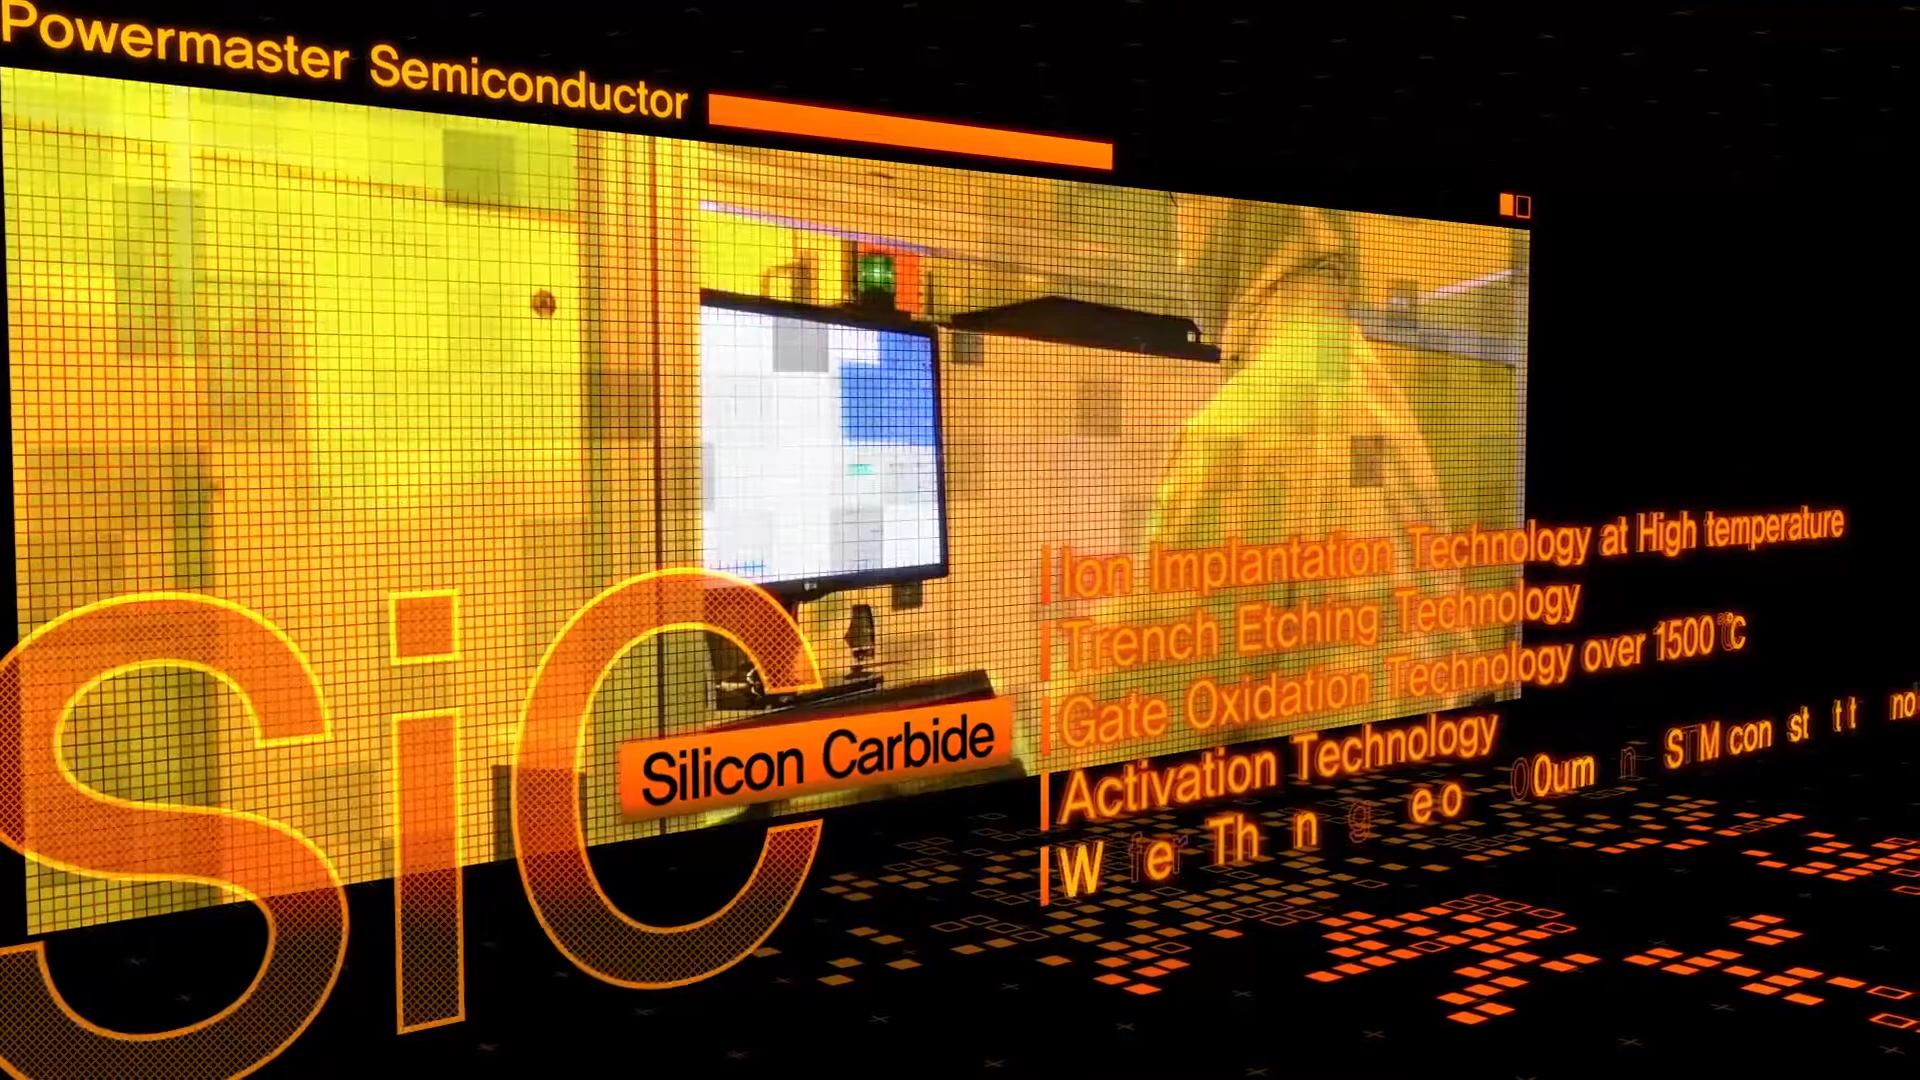 Powermaster Semiconductor
SiC
Silicon Carbide
Ion Implantation Technology at High temperature
Trench Etching Technology
Gate Oxidation Technology over 1500℃
Activation Technology